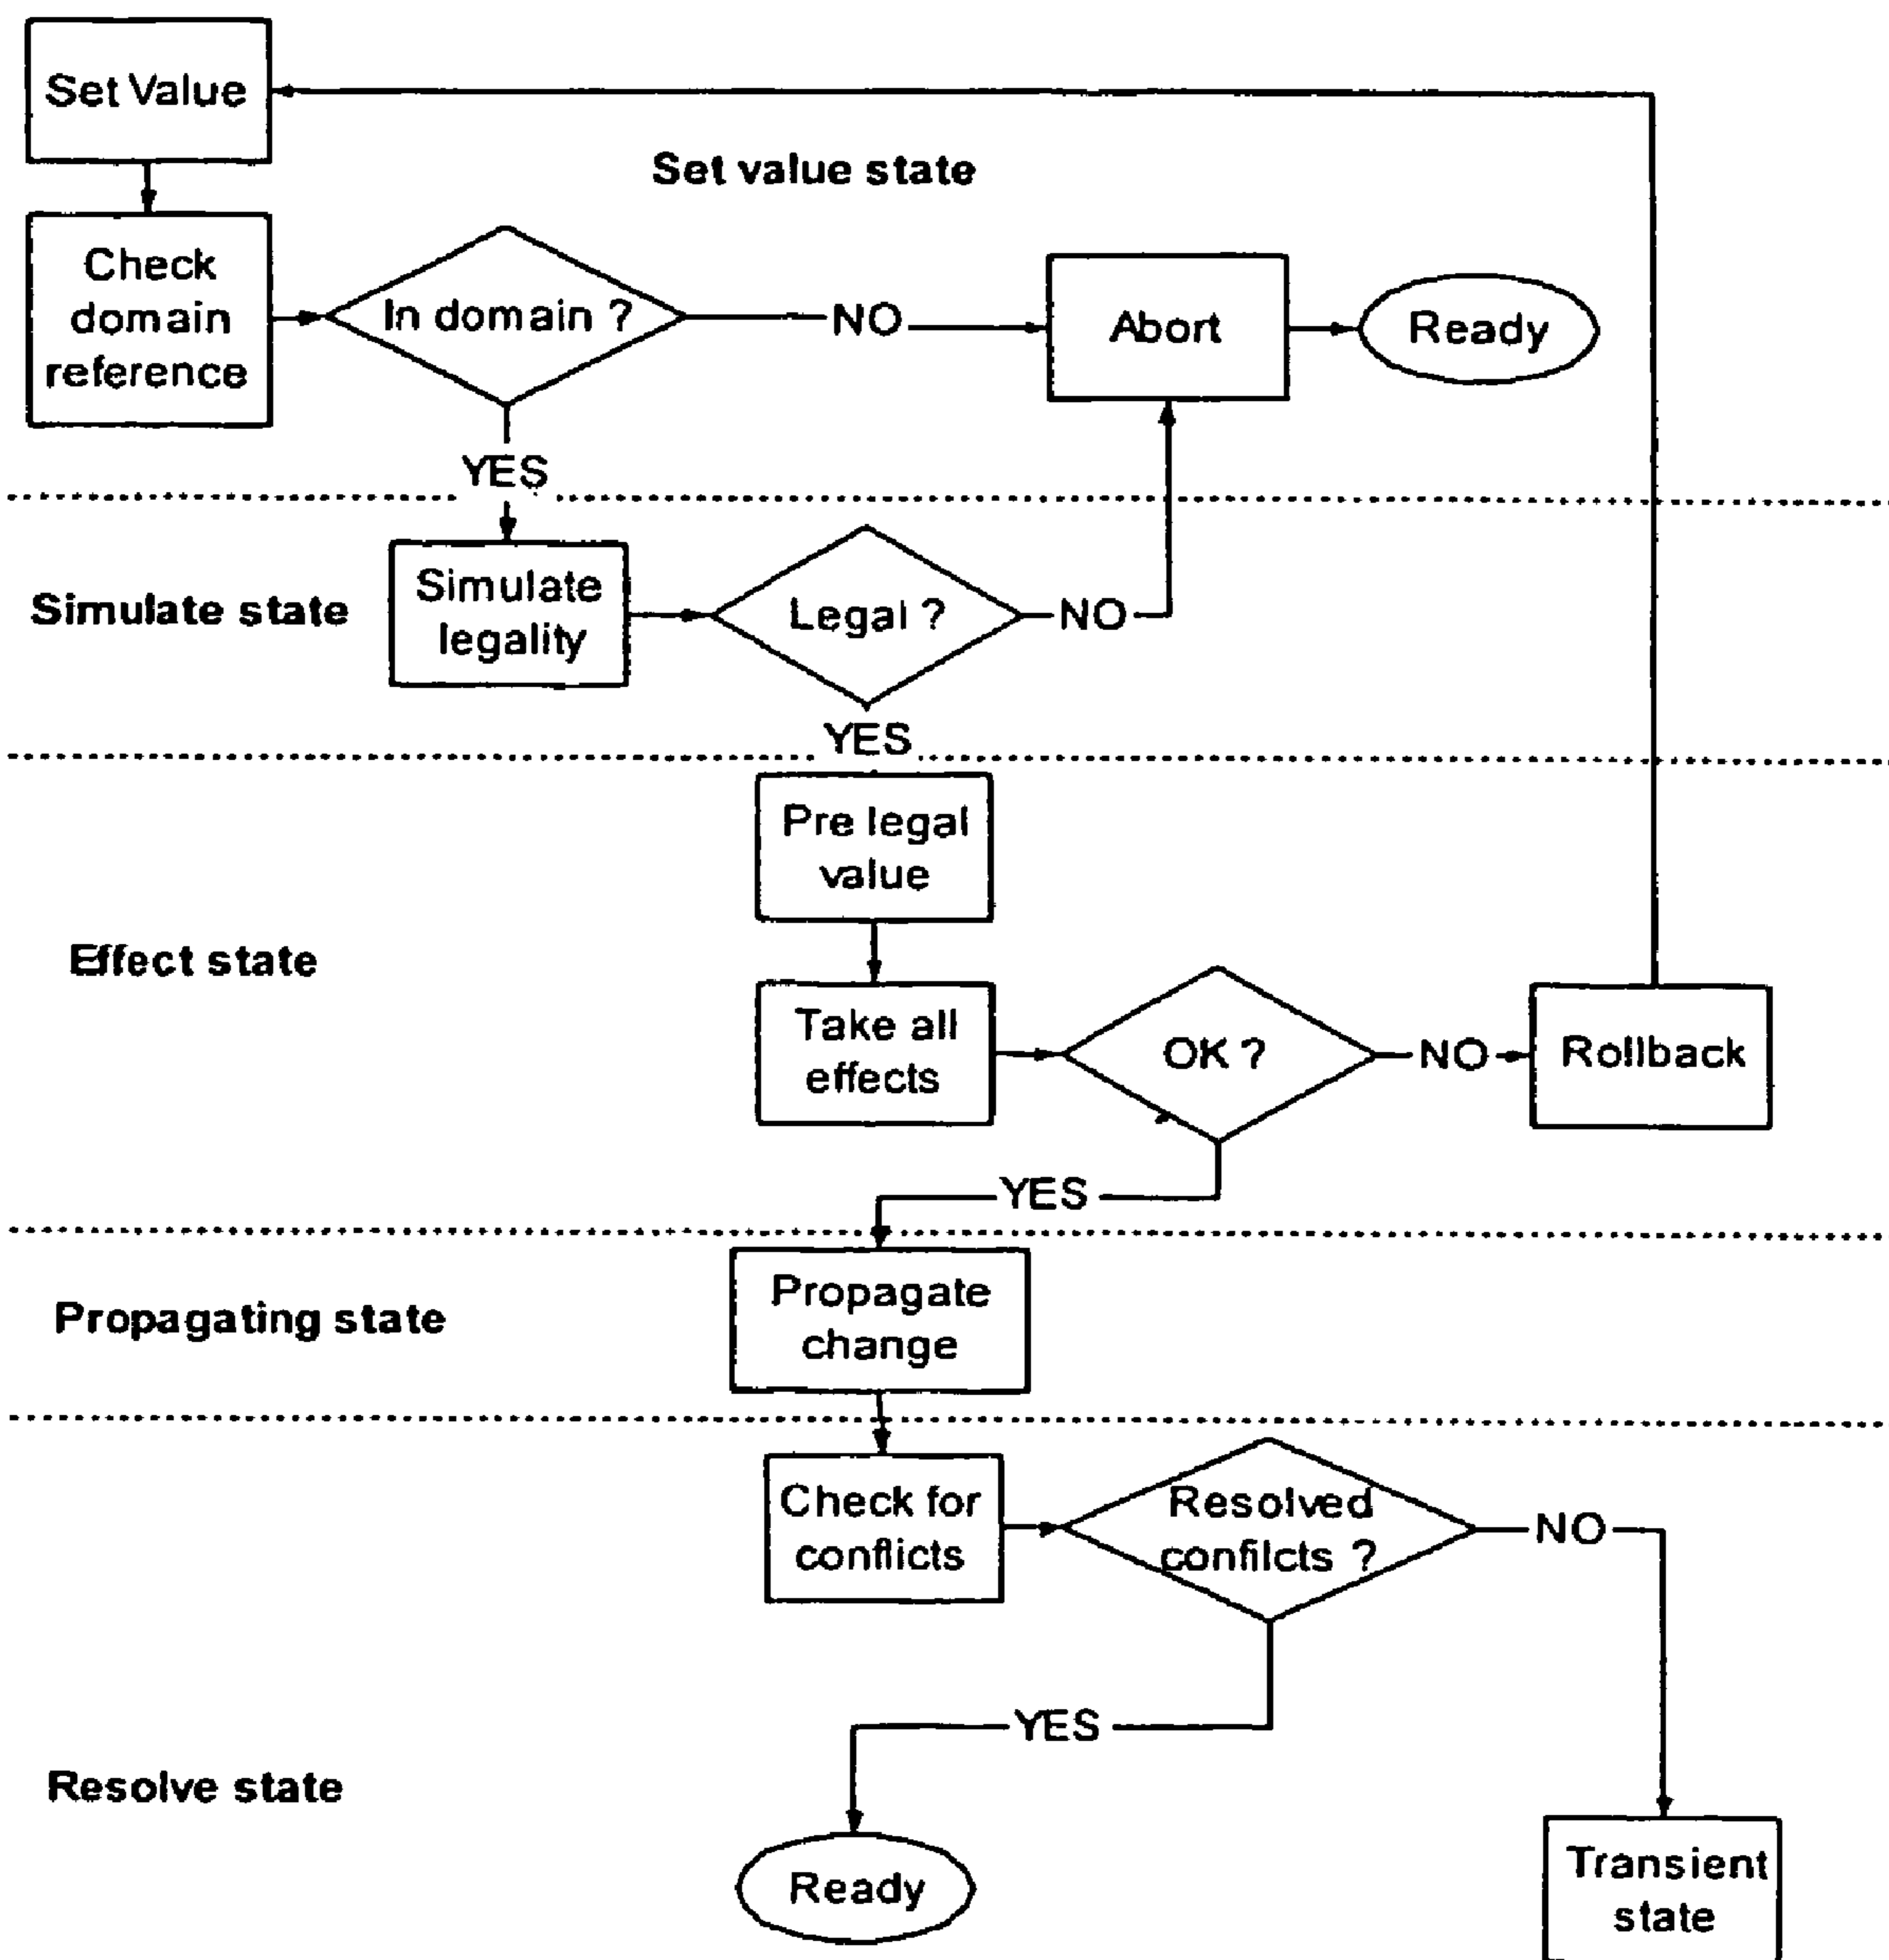 Set Value
Set value state
Check
domain
reference
In domain ?
NO
Abort
Ready
YES
Simulate state
Simulate
legality
Legal ?
NO
YES
Pre legal
value
Effect state
Take all
effects
OK ?
NO
Rollback
YES
Propagating state
Propagate
change
Check for
conflicts
Resolved
confilcts ?
NO
YES
Resolve state
Ready
Transient
state